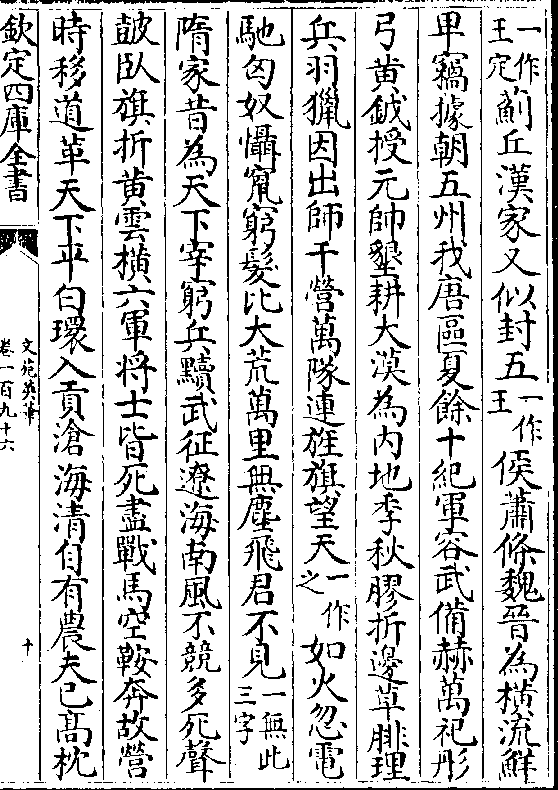 一作王定薊丘漢家又似封五一作王侯蕭條魏晉為橫流鮮
卑竊據朝五州我唐區夏餘十紀軍容武備赫萬祀彤
弓黃鉞授元帥墾耕大漠為內地季秋膠折邊草腓理
兵羽獵因出師千營萬隊連旌旗望天一作之如火忽電
馳匈奴懾竄窮髮北大荒萬里無塵飛君不見一無此三字
隋家昔為天下宰窮兵黷武征遼海南風不競多死聲
鼓臥旗折黃雲橫六軍將士皆死盡戰馬空鞍奔故營
時移道革天下平白環入貢滄海清自有農夫已高枕
欽定四庫全書
文苑英華
卷一百九十六
十